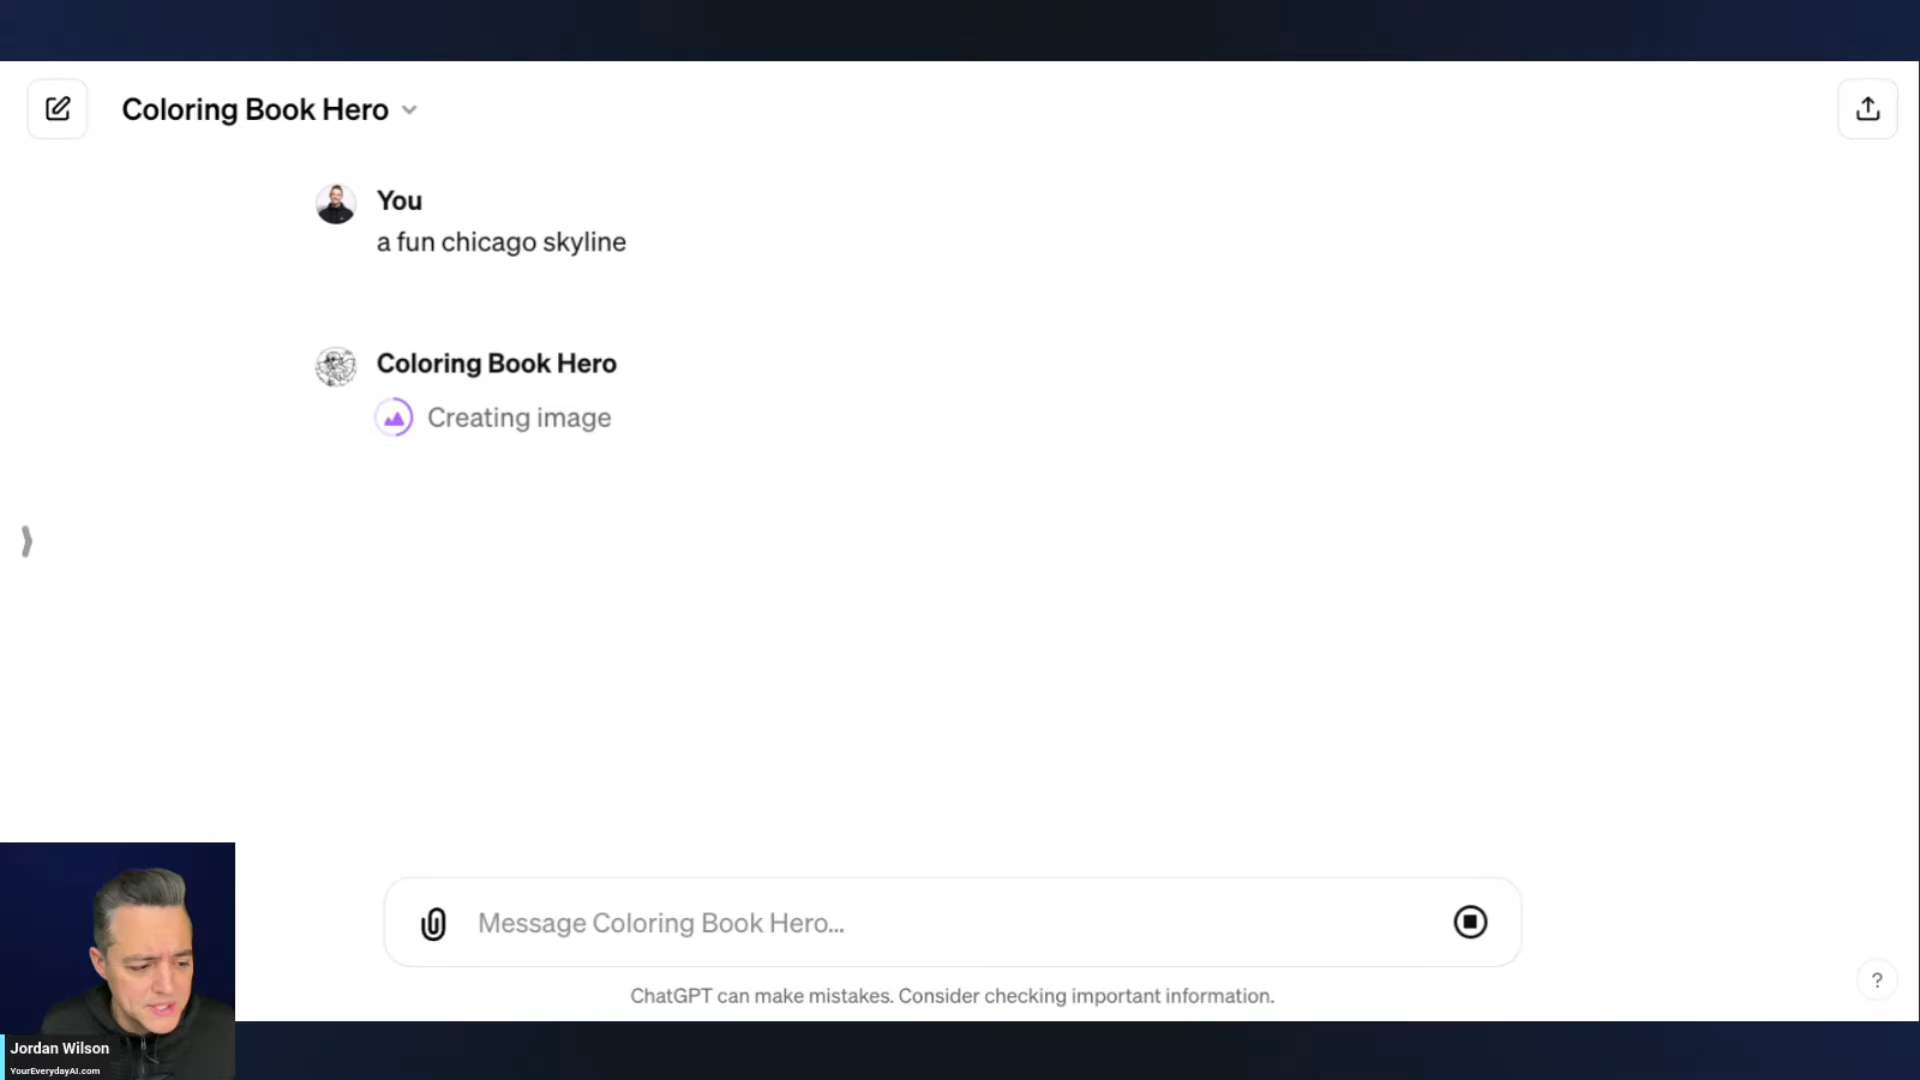 Coloring Book Hero
You
a fun chicago skyline
Coloring Book Hero
Creating image
Message Coloring Book Hero...
?
ChatGPT can make mistakes. Consider checking important information.
Jordan Wilson
YourEverydayAI.com